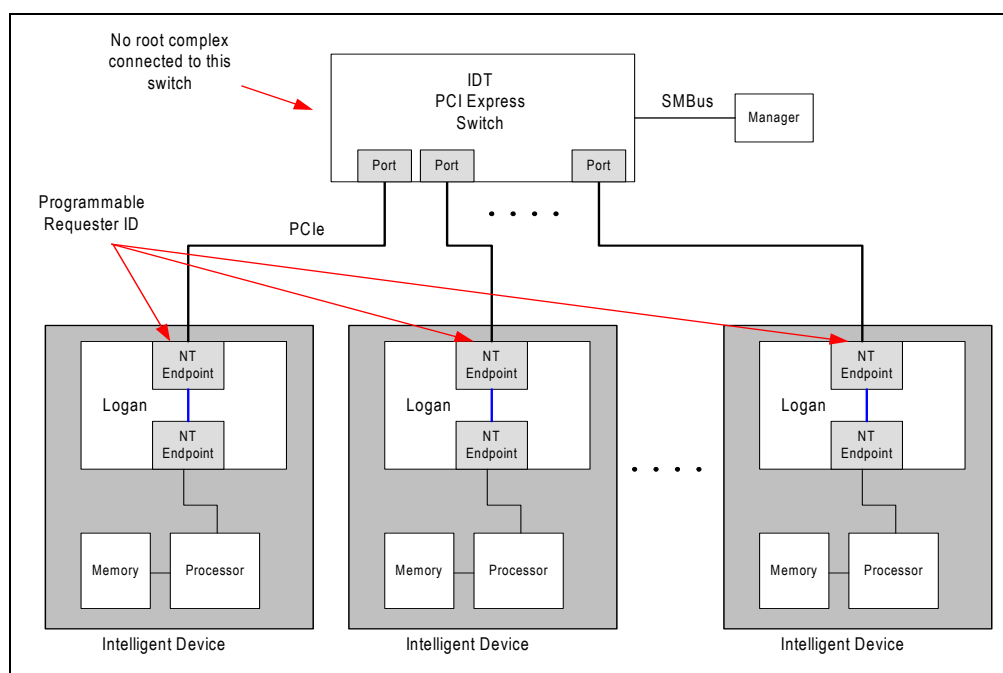 No root complex
connected to this
switch
IDT
PCI Express
Switch
SMBus
Manager
Port
Port
Port
Programmable
Requester ID
PCIe
NT
Endpoint
Logan
NT
Endpoint
Memory
Processor
Intelligent Device
NT
Endpoint
Logan
NT
Endpoint
Memory
Processor
Intelligent Device
NT
Endpoint
Logan
NT
Endpoint
Memory
Processor
Intelligent Device